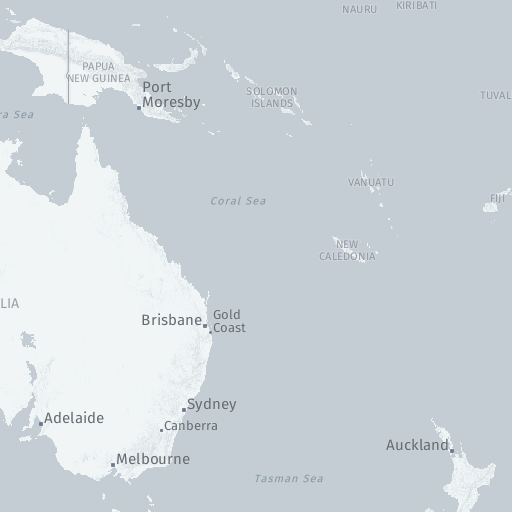 NAURU
KIRIBATI
PAPUA
NEW GUINEA
Port
Moresby
SOLOMON
ISLANDS
TUVAL
ra Sea
VANUATU
Coral Sea
FIJI
NEW
CALEDONIA
LIA
Brisbane
Gold
Coast
Sydney
Adelaide
Canberra
Auckland
Melbourne
Tasman Sea